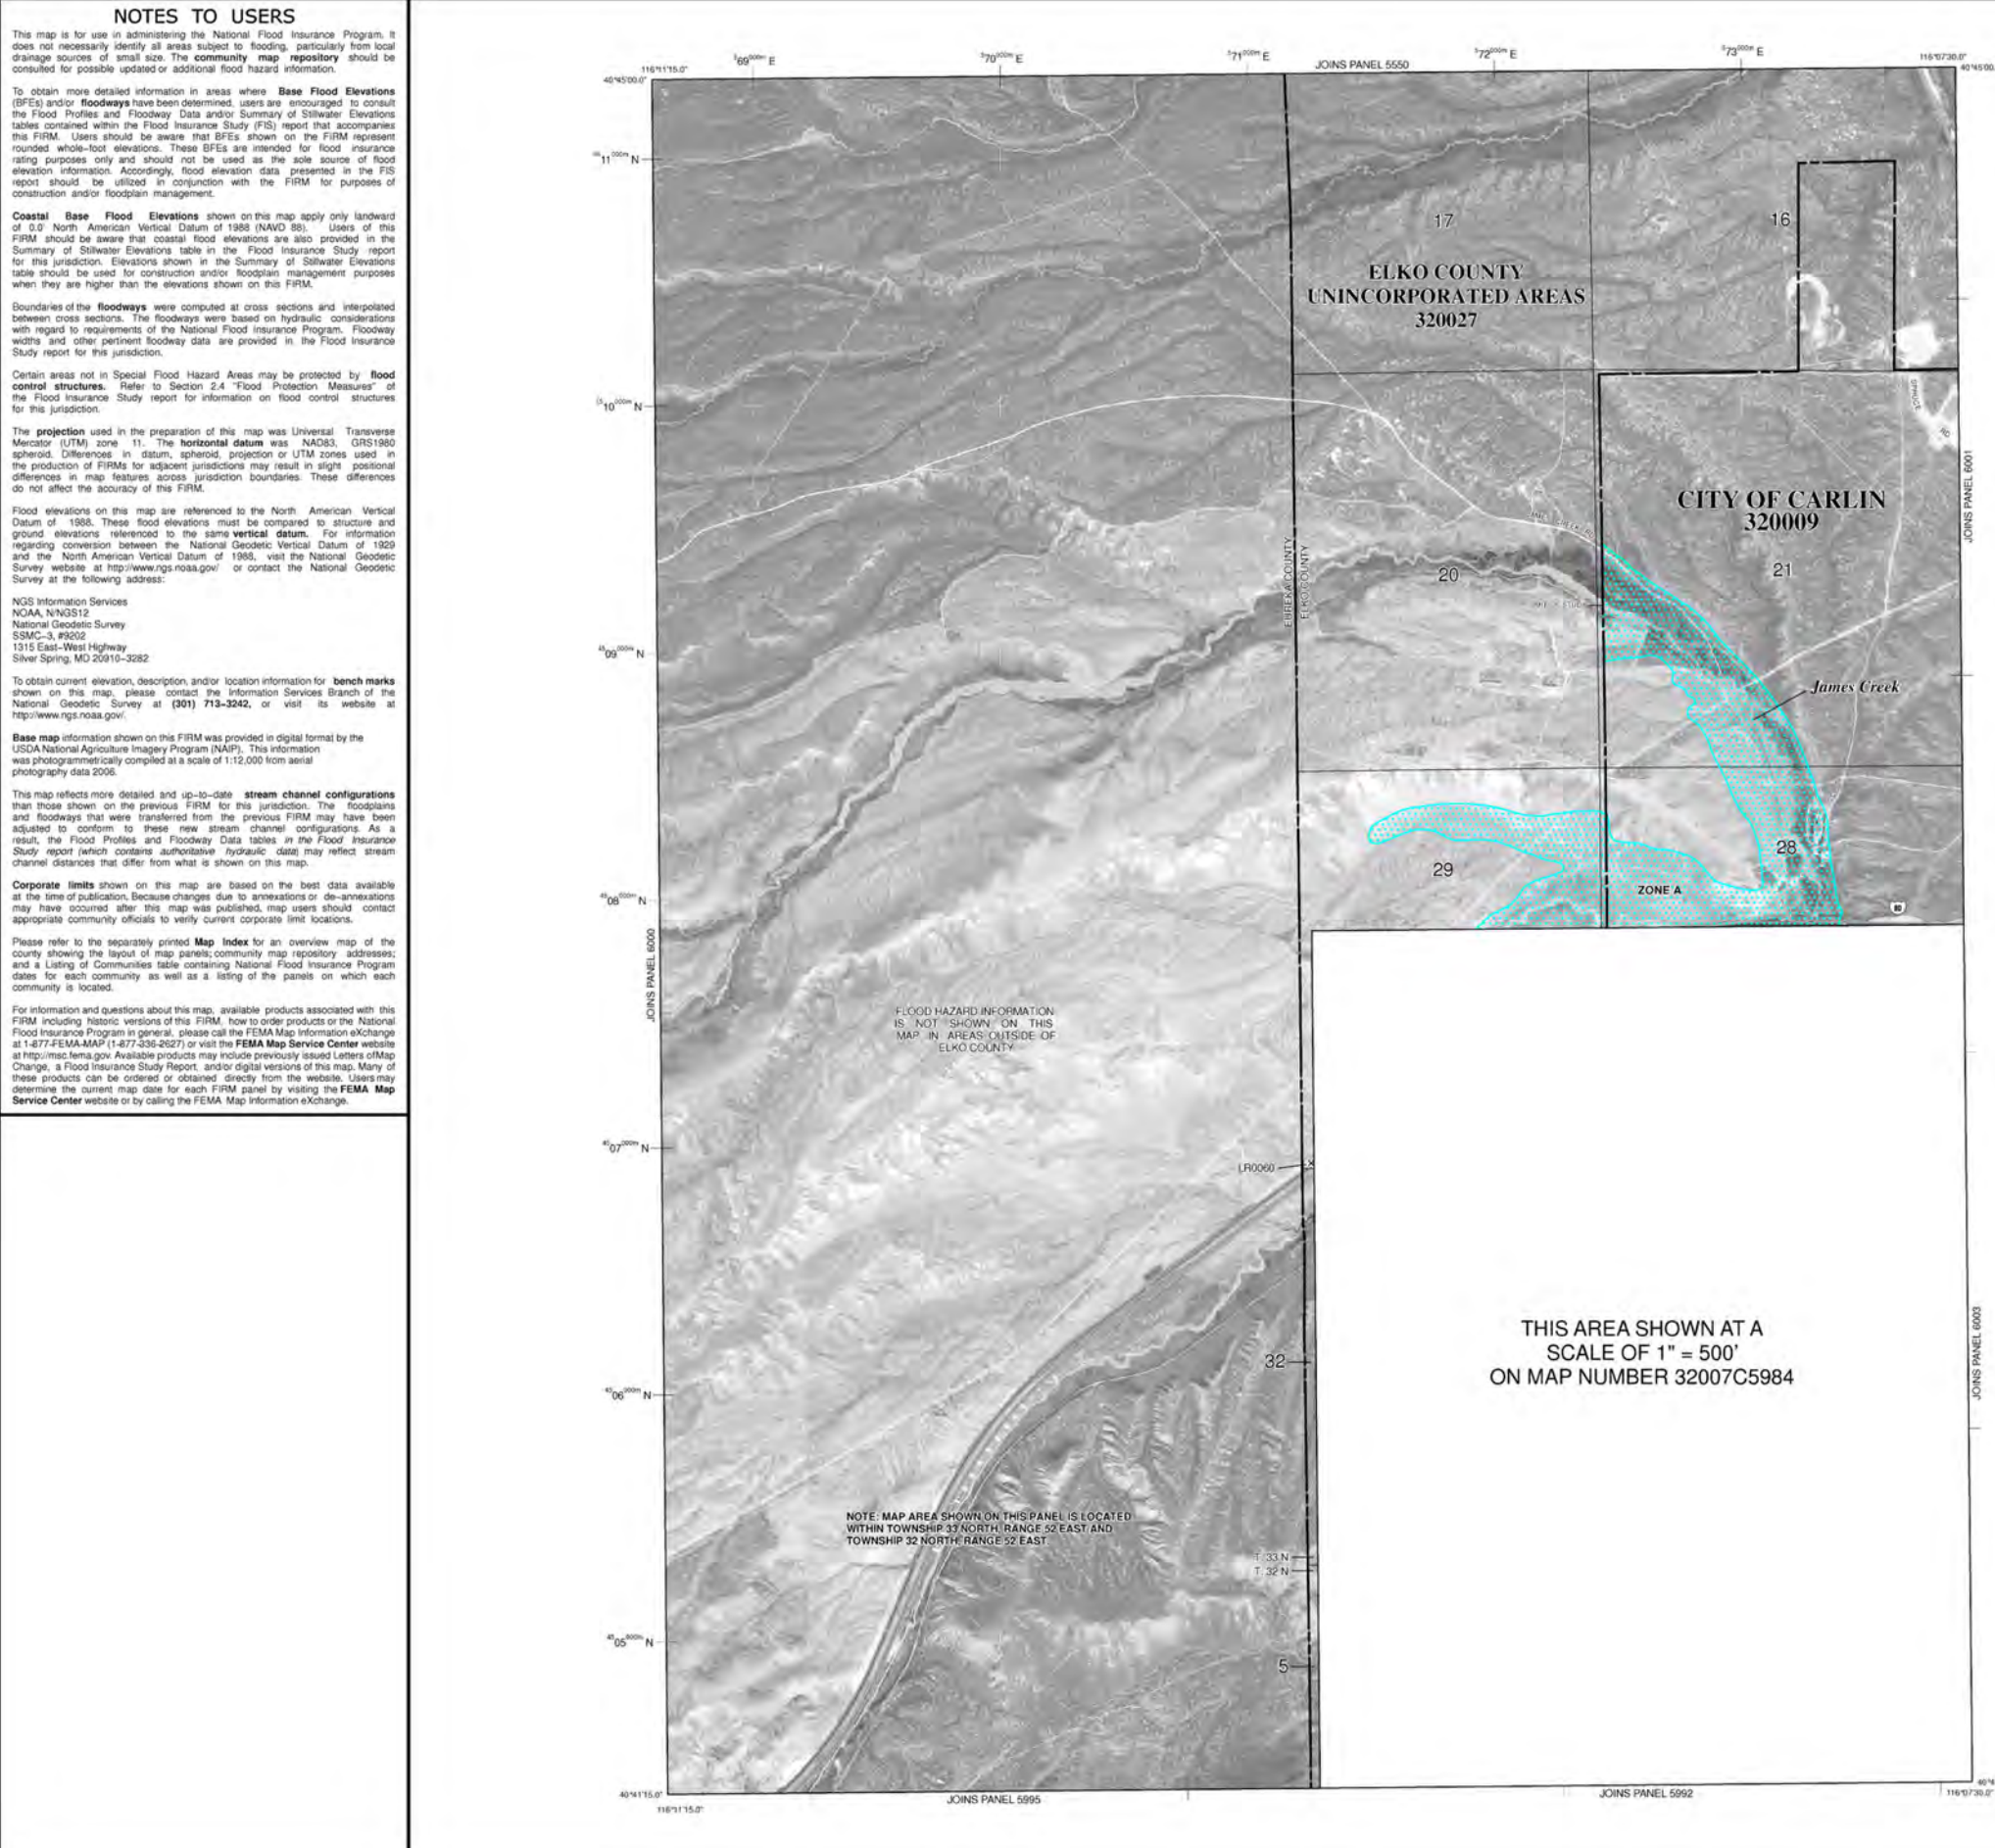 NOTES TO USERS
This map is for use in administering the National Flood Insurance Program. It
does not necessarily identify all areas subject to flooding, particularly from local
drainage sources of small size. The community map repository should be
consulted for possible updated or additional flood hazard information.
To obtain more detailed information in areas where Base Flood Elevations
(BFEs) and/or floodways have been determined, users are encouraged to consult
the Flood Profiles and Floodway Data and/or Summary of Stillwater Elevations
tables contained within the Flood Insurance Study (FIS) report that accompanies
this FIRM. Users should be aware that BFEs shown on the FIRM represent
rounded whole-foot elevations. These BFEs are intended for flood insurance
rating purposes only and should not be used as the sole source of flood
elevation information. Accordingly, flood elevation data presented in the FIS
report should be utilized in conjunction with the FIRM for purposes of
construction and/or floodplain management.
Coastal Base Flood Elevations shown on this map apply only landward
of 0.0' North American Vertical Datum of 1988 (NAVD 88). Users of this
FIRM should be aware that coastal flood elevations are also provided in the
Summary of Stillwater Elevations table in the Flood Insurance Study report
for this jurisdiction. Elevations shown in the Summary of Stillwater Elevations
table should be used for construction and/or floodplain management purposes
when they are higher than the elevations shown on this FIRM.
Boundaries of the floodways were computed at cross sections and interpolated
between cross sections. The floodways were based on hydraulic considerations
with regard to requirements of the National Flood Insurance Program. Floodway
widths and other pertinent floodway data are provided in the Flood Insurance
Study report for this jurisdiction.
Certain areas not in Special Flood Hazard Areas may be protected by flood
control structures. Refer to Section 2.4 "Flood Protection Measures" of
the Flood Insurance Study report for information on flood control structures
for this jurisdiction.
The projection used in the preparation of this map was Universal Transverse
Mercator (UTM) zone 11. The horizontal datum was NAD83, GRS1980
spheroid. Differences in datum, spheroid, projection or UTM zones used in
the production of FIRMs for adjacent jurisdictions may result in slight positional
differences in map features across jurisdiction boundaries. These differences
do not affect the accuracy of this FIRM.
Flood elevations on this map are referenced to the North American Vertical
Datum of 1988. These flood elevations must be compared to structure and
ground elevations referenced to the same vertical datum. For information
regarding conversion between the National Geodetic Vertical Datum of 1929
and the North American Vertical Datum of 1988, visit the National Geodetic
Survey website at http://www.ngs.noaa.gov/ or contact the National Geodetic
Survey at the following address:
NGS Information Services
NOAA, N/NGS12
National Geodetic Survey
SSMC-3, #9202
1315 East-West Highway
Silver Spring, MD 20910-3282
To obtain current elevation, description, and/or location information for bench marks
shown on this map, please contact the Information Services Branch of the
National Geodetic Survey at (301) 713-3242, or visit its website at
http://www.ngs.noaa.gov/.
Base map information shown on this FIRM was provided in digital format by the
USDA National Agriculture Imagery Program (NAIP). This information
was photogrammetrically compiled at a scale of 1:12,000 from aerial
photography data 2006.
This map reflects more detailed and up-to-date stream channel configurations
than those shown on the previous FIRM for this jurisdiction. The floodplains
and floodways that were transferred from the previous FIRM may have been
adjusted to conform to these new stream channel configurations. As a
result, the Flood Profiles and Floodway Data tables in the Flood Insurance
Study report (which contains authoritative hydraulic data) may reflect stream
channel distances that differ from what is shown on this map.
Corporate limits shown on this map are based on the best data available
at the time of publication. Because changes due to annexations or de-annexations
may have occurred after this map was published, map users should contact
appropriate community officials to verify current corporate limit locations.
Please refer to the separately printed Map Index for an overview map of the
county showing the layout of map panels; community map repository addresses;
and a Listing of Communities table containing National Flood Insurance Program
dates for each community as well as a listing of the panels on which each
community is located.
For information and questions about this map, available products associated with this
FIRM including historic versions of this FIRM, how to order products or the National
Flood Insurance Program in general, please call the FEMA Map Information eXchange
at 1-877-FEMA-MAP (1-877-336-2627) or visit the FEMA Map Service Center website
at http://msc.fema.gov. Available products may include previously issued Letters of Map
Change, a Flood Insurance Study Report, and/or digital versions of this map. Many of
these products can be ordered or obtained directly from the website. Users may
determine the current map date for each FIRM panel by visiting the FEMA Map
Service Center website or by calling the FEMA Map Information eXchange.
116°11'15.0"
569000m E
570000m E
571000m E
JOINS PANEL 5550
572000m E
573000m E
116°07'30.0"
40°45'00.0"
40°45'00.
11000m N
17
16
ELKO COUNTY
UNINCORPORATED AREAS
320027
10000m N
SPRUCE
RD
JOINS PANEL 6001
CITY OF CARLIN
320009
JAMES CREEK RD
EUREKA COUNTY
ELKO COUNTY
20
21
4509000m N
James Creek
29
28
ZONE A
80
4508000m N
JOINS PANEL 6000
FLOOD HAZARD INFORMATION
IS NOT SHOWN ON THIS
MAP IN AREAS OUTSIDE OF
ELKO COUNTY
4507000m N
LR0060
THIS AREA SHOWN AT A
SCALE OF 1" = 500'
ON MAP NUMBER 32007C5984
JOINS PANEL 6003
32
4506000m N
NOTE: MAP AREA SHOWN ON THIS PANEL IS LOCATED
WITHIN TOWNSHIP 33 NORTH, RANGE 52 EAST AND
TOWNSHIP 32 NORTH, RANGE 52 EAST.
T. 33 N
T. 32 N
4505000m N
5
40°41'15.0"
116°11'15.0"
JOINS PANEL 5995
JOINS PANEL 5992
40°4
116°07'30.0"